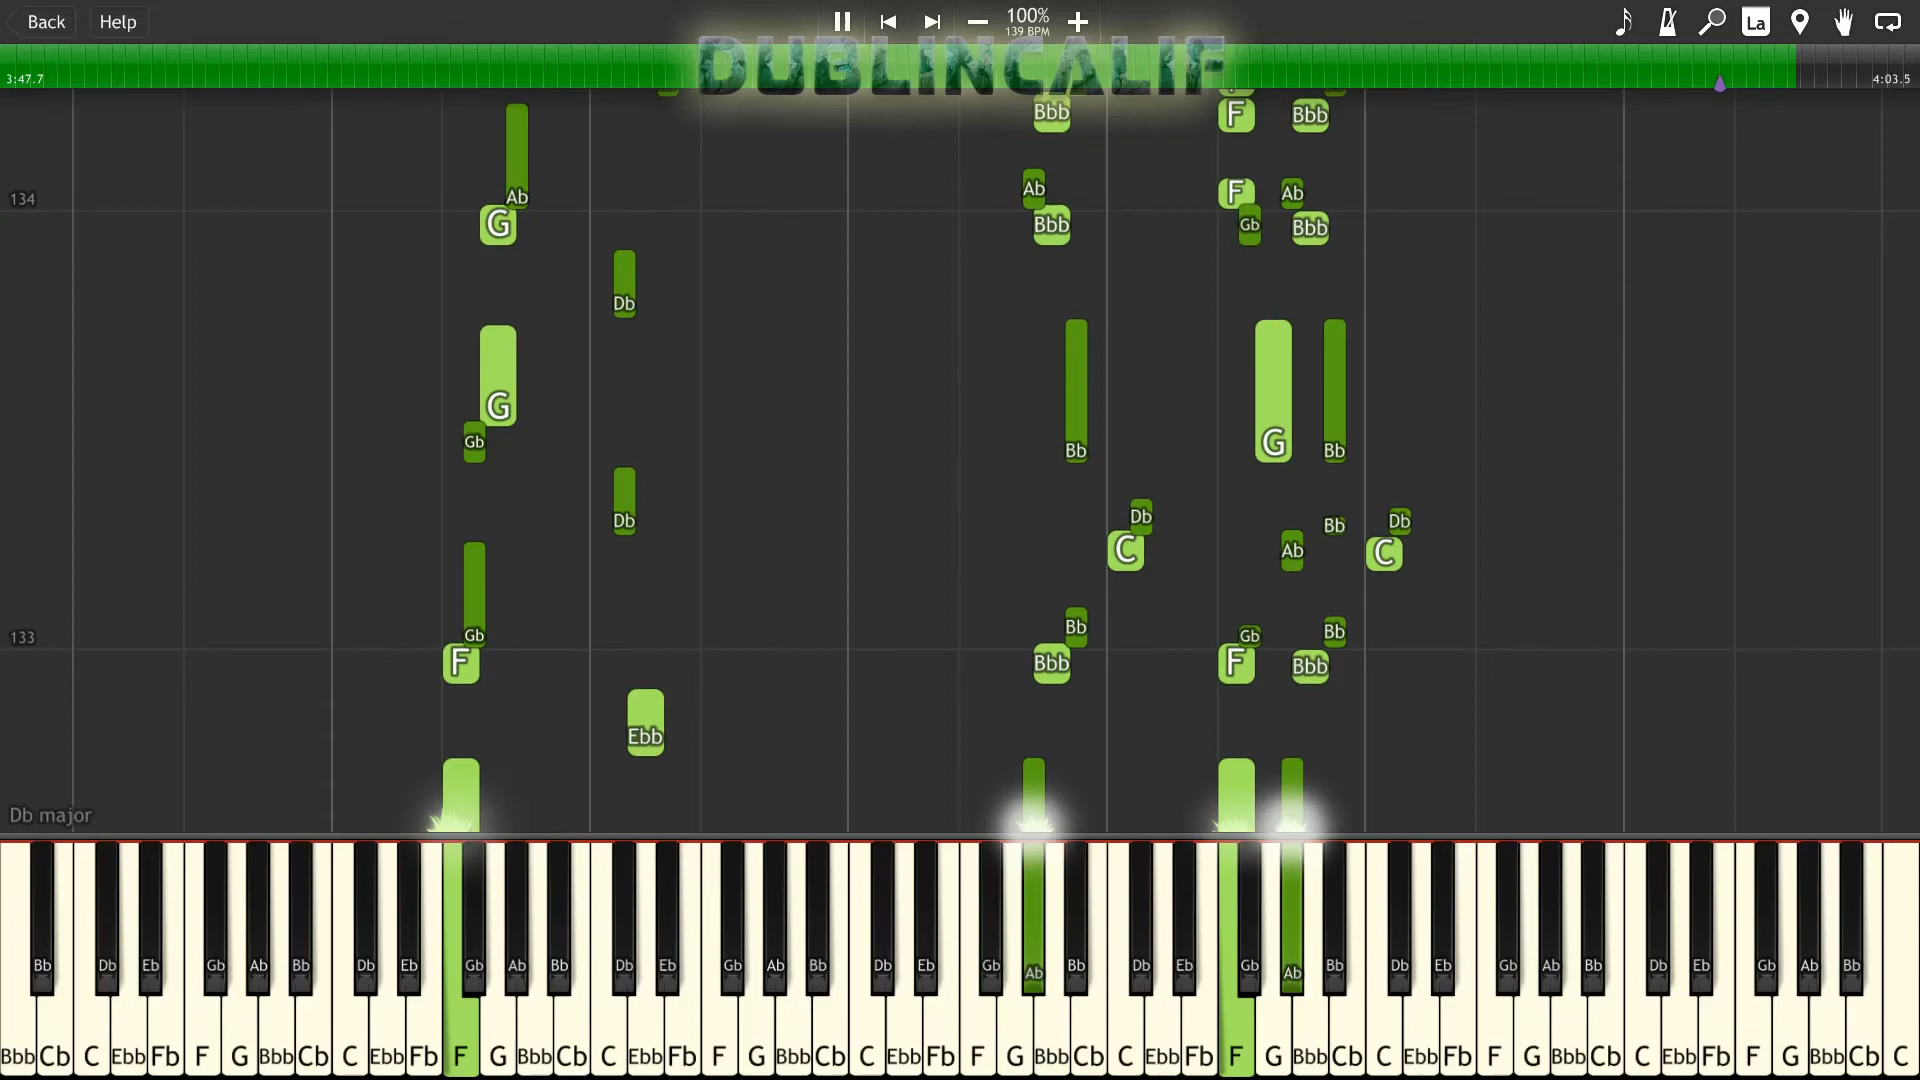 Back Help 100% La
139 BPM
DUBLINCALIF
3:47.7 4:03.5
Bbb F Bbb
Ab Ab F Ab
134
G Bbb Gb Bbb
Db
G
Gb Bb G Bb
Db Db Bb Db
C Ab C
Gb Bb Gb Bb
133
F Bbb F Bbb
Ebb
Db major
Bb Db Eb Gb Ab Bb Db Eb Gb Ab Bb Db Eb Gb Ab Bb Db Eb Gb Ab Bb Db Eb Gb Ab Bb Db Eb Gb Ab Bb Db Eb Gb Ab Bb
Bbb Cb C Ebb Fb F G Bbb Cb C Ebb Fb F G Bbb Cb C Ebb Fb F G Bbb Cb C Ebb Fb F G Bbb Cb C Ebb Fb F G Bbb Cb C Ebb Fb F G Bbb Cb C Ebb Fb F G Bbb Cb C